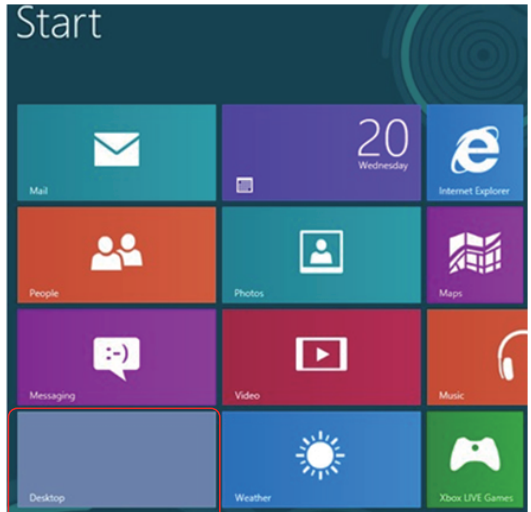 Start
20
Wednesday
Mail
Internet Explorer
People
Photos
Maps
:-)
Messaging
Video
Music
Desktop
Weather
Xbox LIVE Games